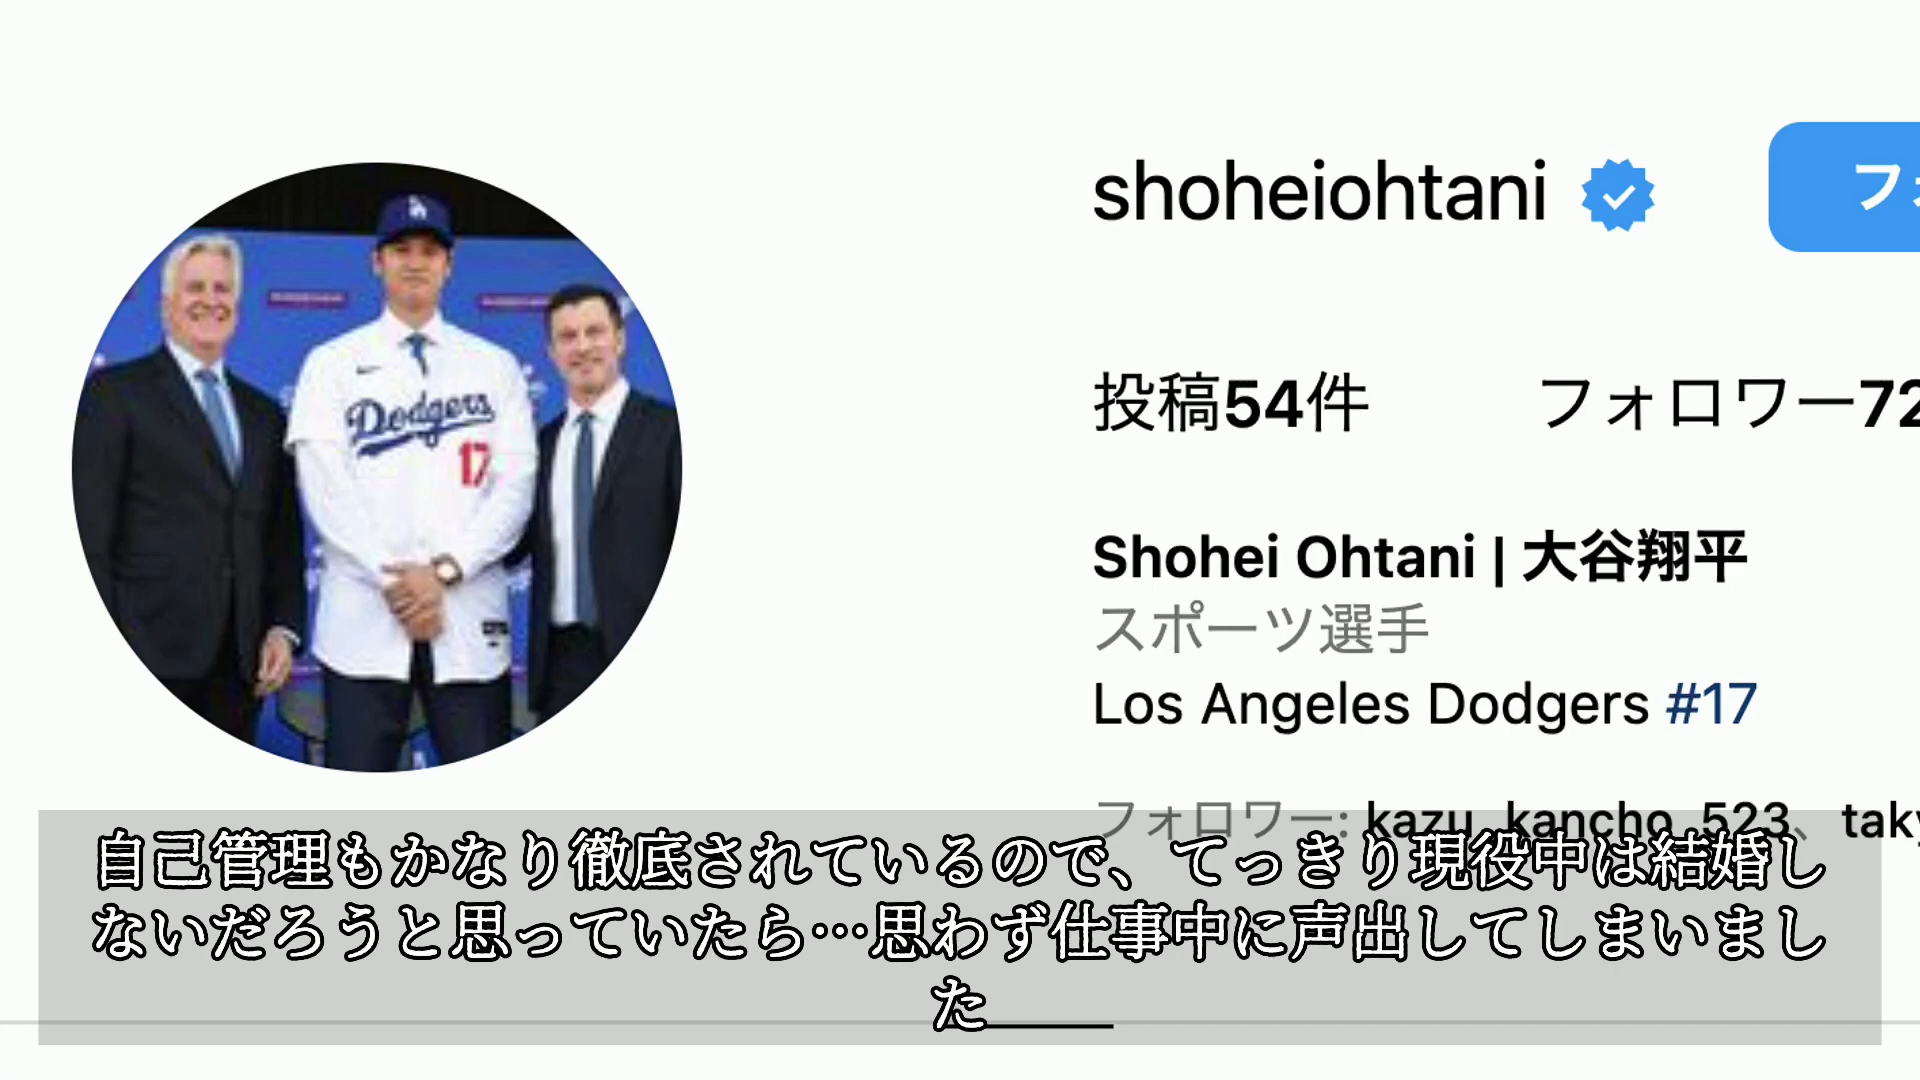 shoheiohtani
フォ
投稿54件 フォロワー72
Shohei Ohtani | 大谷翔平
スポーツ選手
Los Angeles Dodgers #17
フォロワー: kazu_kancho_523、taky
Dodgers
17
自己管理もかなり徹底されているので、てっきり現役中は結婚し
ないだろうと思っていたら…思わず仕事中に声出してしまいまし
た